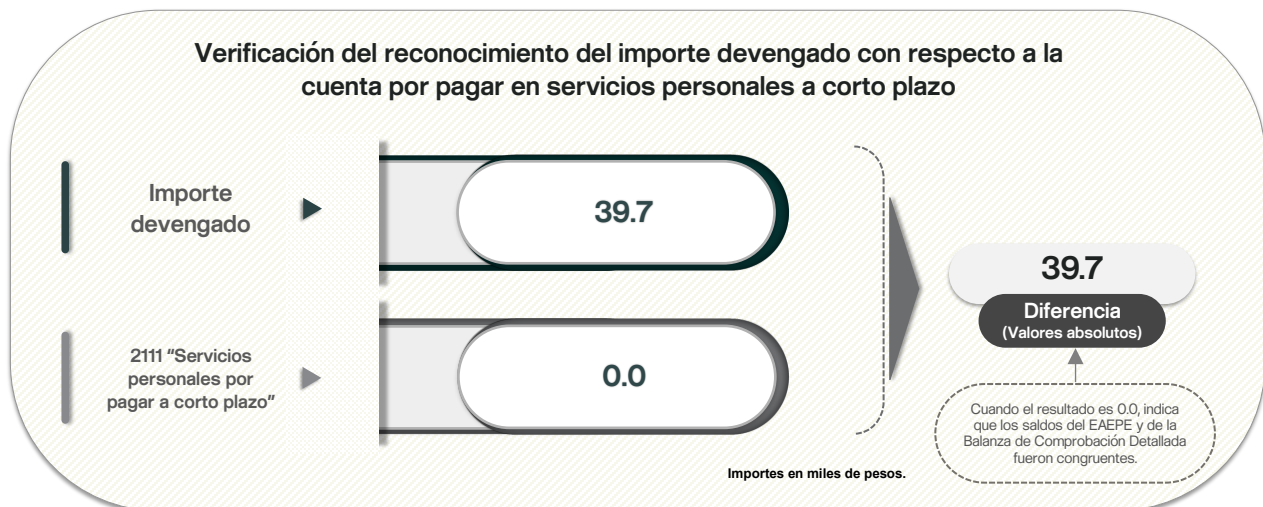 Verificación del reconocimiento del importe devengado con respecto a la
cuenta por pagar en servicios personales a corto plazo
Importe
devengado
39.7
2111 “Servicios
personales por
pagar a corto plazo”
0.0
39.7
Diferencia
(Valores absolutos)
Cuando el resultado es 0.0, indica
que los saldos del EAEPE y de la
Balanza de Comprobación Detallada
fueron congruentes.
Importes en miles de pesos.